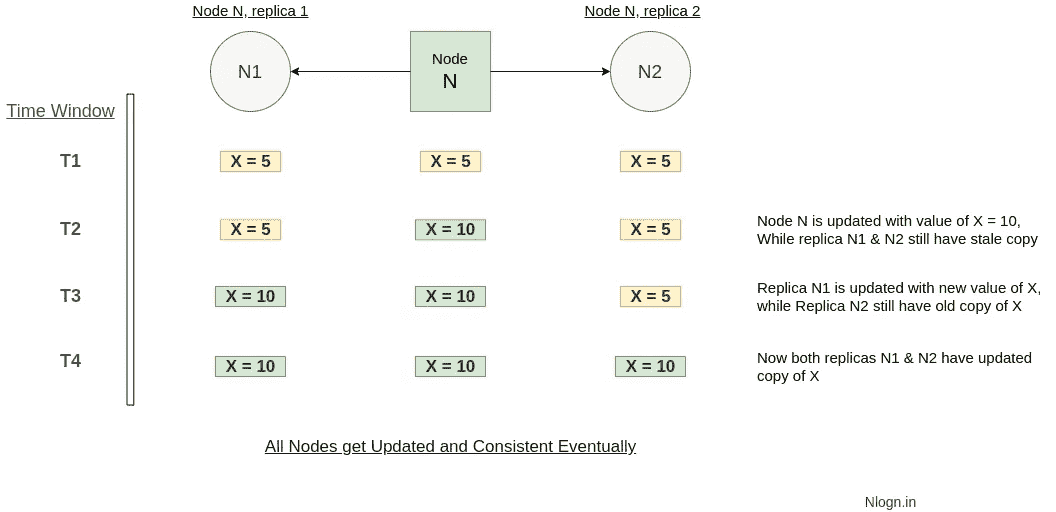 Node N, replica 1
Node N, replica 2
N1
Node
N
N2
Time Window
T1
X = 5
X = 5
X = 5
T2
X = 5
X = 10
X = 5
Node N is updated with value of X = 10,
While replica N1 & N2 still have stale copy
T3
X = 10
X = 10
X = 5
Replica N1 is updated with new value of X,
while Replica N2 still have old copy of X
T4
X = 10
X = 10
X = 10
Now both replicas N1 & N2 have updated
copy of X
All Nodes get Updated and Consistent Eventually
Nlogn.in